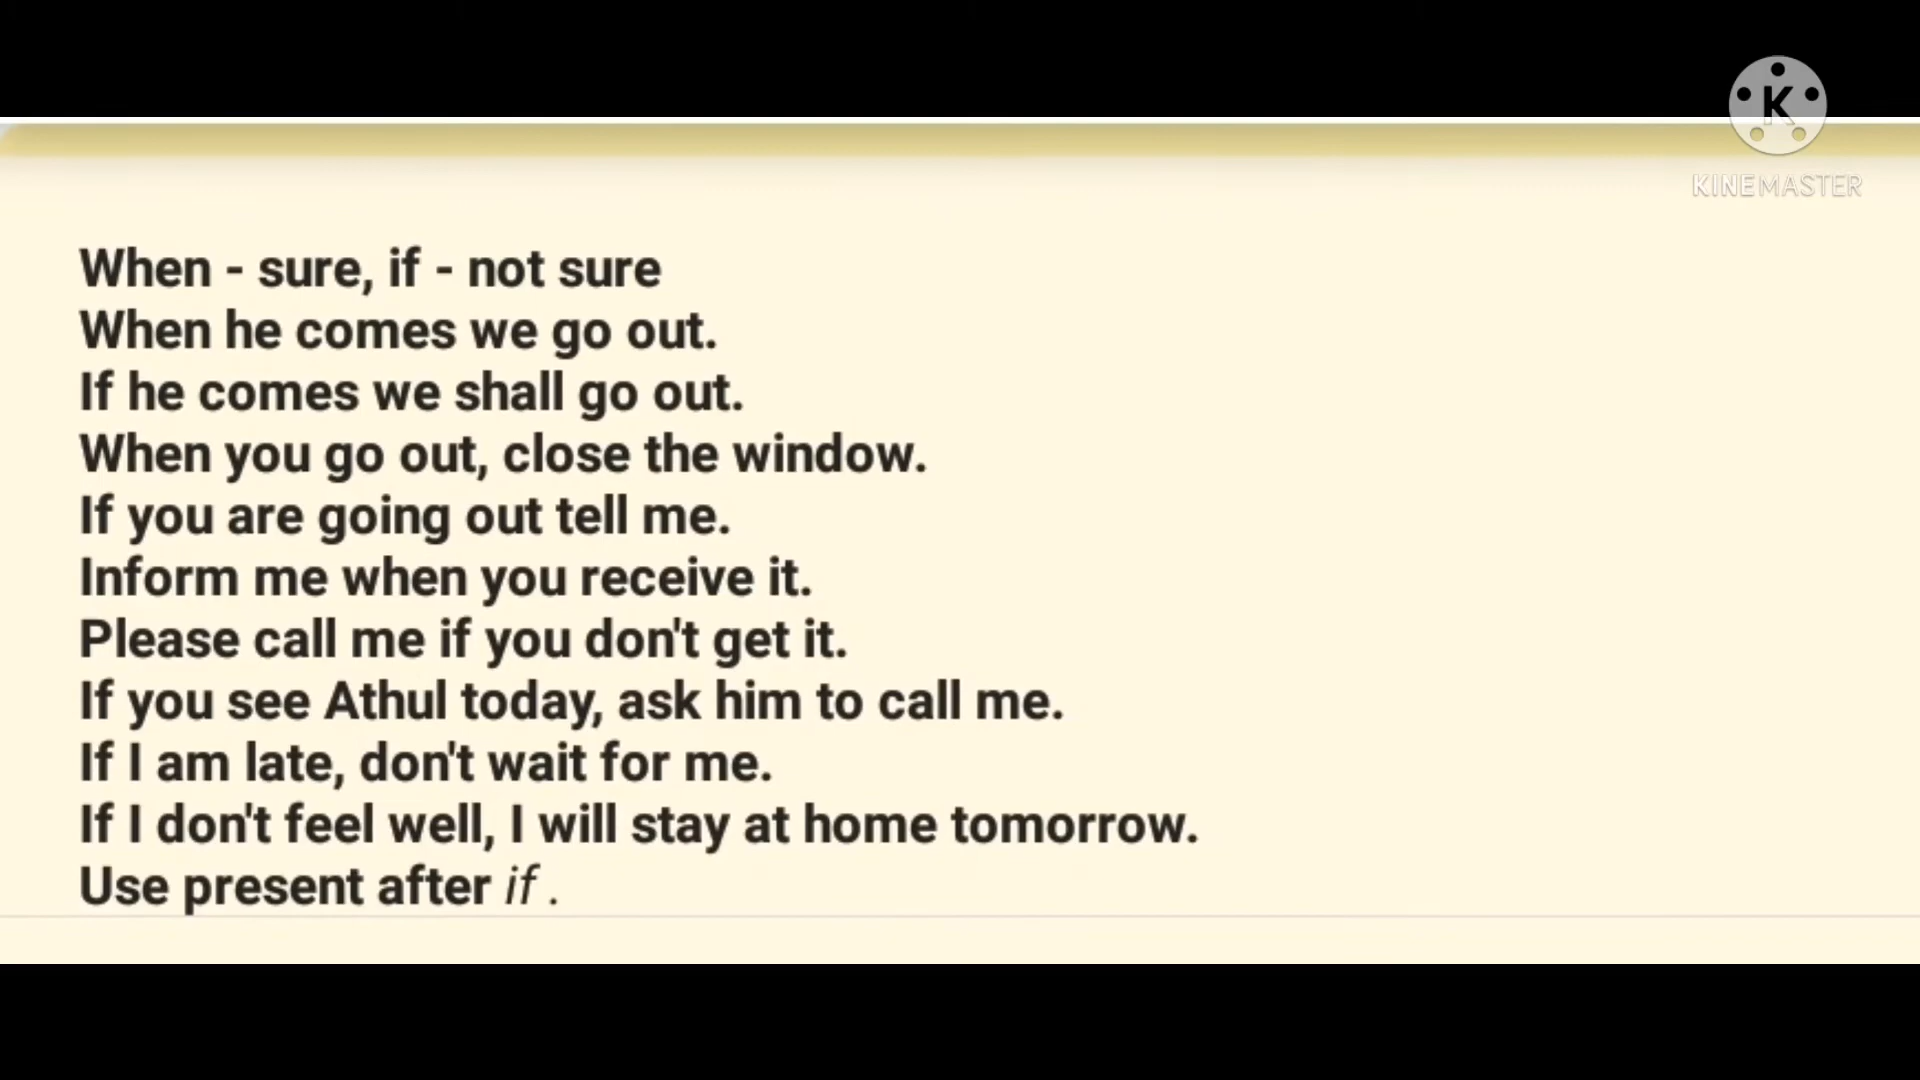 K
KINEMASTER
When - sure, if - not sure
When he comes we go out.
If he comes we shall go out.
When you go out, close the window.
If you are going out tell me.
Inform me when you receive it.
Please call me if you don't get it.
If you see Athul today, ask him to call me.
If I am late, don't wait for me.
If I don't feel well, I will stay at home tomorrow.
Use present after if .